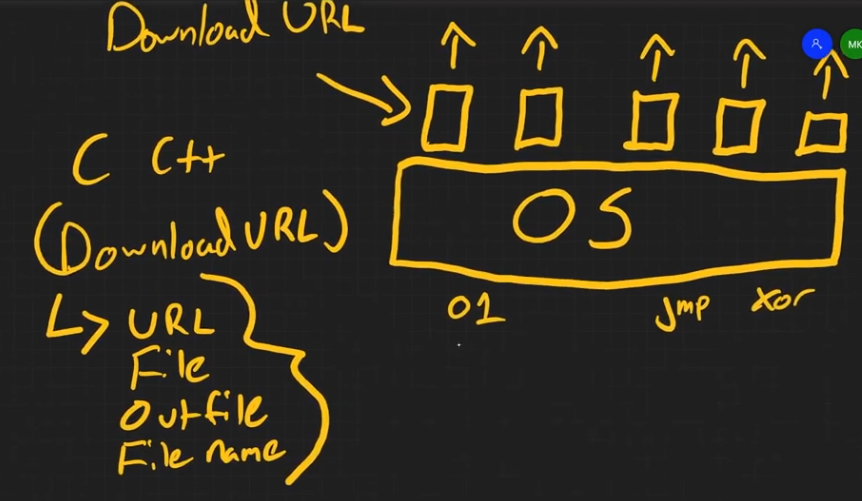 Download URL
MK
C C++
(Download URL)
OS
URL
File
Outfile
File name
01 jmp xor